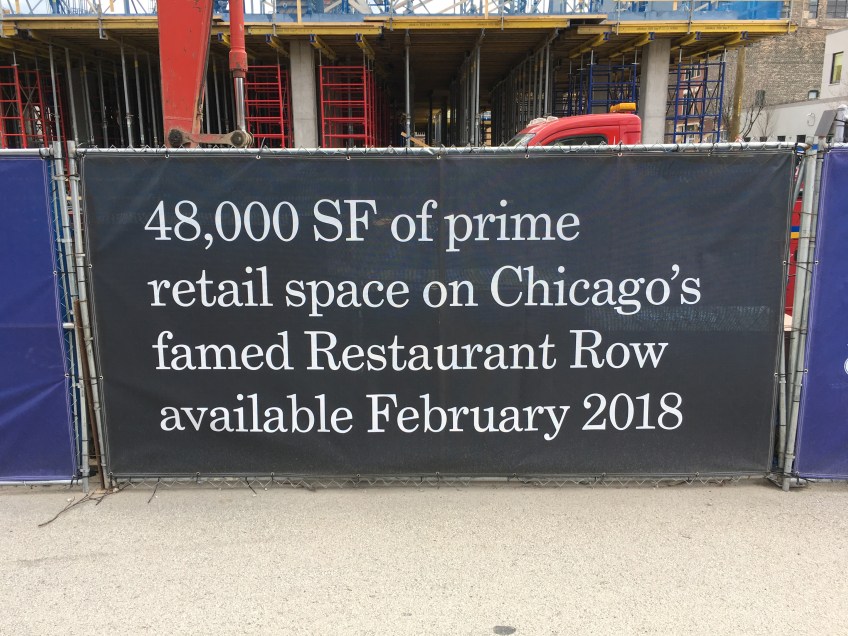 48,000 SF of prime
retail space on Chicago’s
famed Restaurant Row
available February 2018